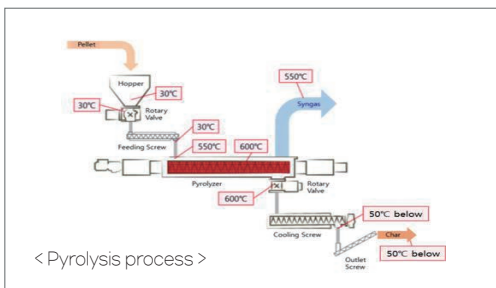 Pellet
Hopper
30℃
30℃
Rotary
Valve
30℃
Feeding Screw
550℃
600℃
550℃
Syngas
Pyrolyzer
600℃
Rotary
Valve
50℃ below
Cooling Screw
Char
50℃ below
Outlet
Screw
< Pyrolysis process >